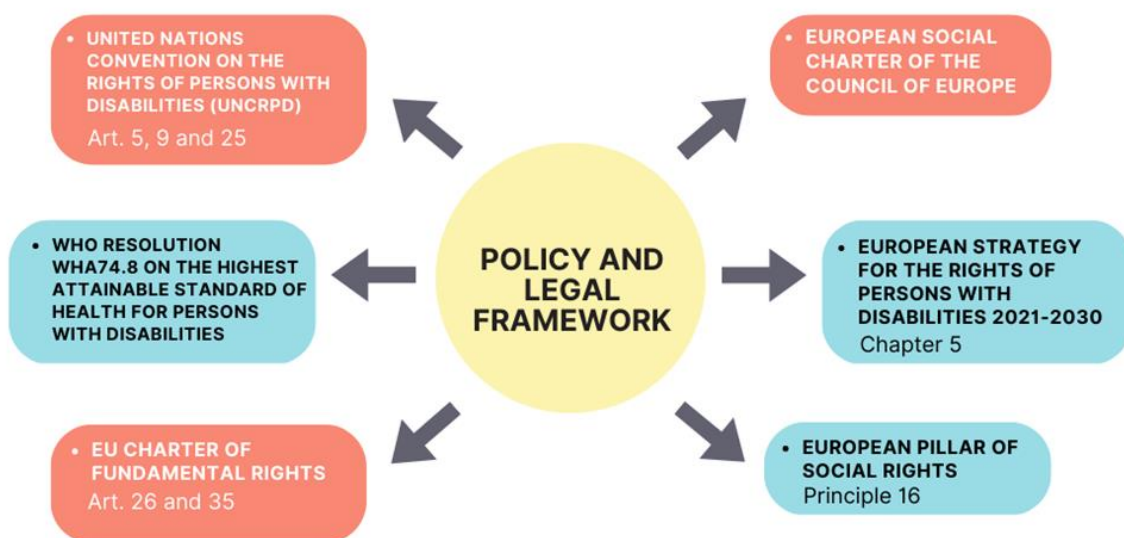 • UNITED NATIONS
CONVENTION ON THE
RIGHTS OF PERSONS WITH
DISABILITIES (UNCRPD)
Art. 5, 9 and 25
• EUROPEAN SOCIAL
CHARTER OF THE
COUNCIL OF EUROPE
• WHO RESOLUTION
WHA74.8 ON THE HIGHEST
ATTAINABLE STANDARD OF
HEALTH FOR PERSONS
WITH DISABILITIES
POLICY AND
LEGAL
FRAMEWORK
• EUROPEAN STRATEGY
FOR THE RIGHTS OF
PERSONS WITH
DISABILITIES 2021-2030
Chapter 5
• EU CHARTER OF
FUNDAMENTAL RIGHTS
Art. 26 and 35
• EUROPEAN PILLAR OF
SOCIAL RIGHTS
Principle 16